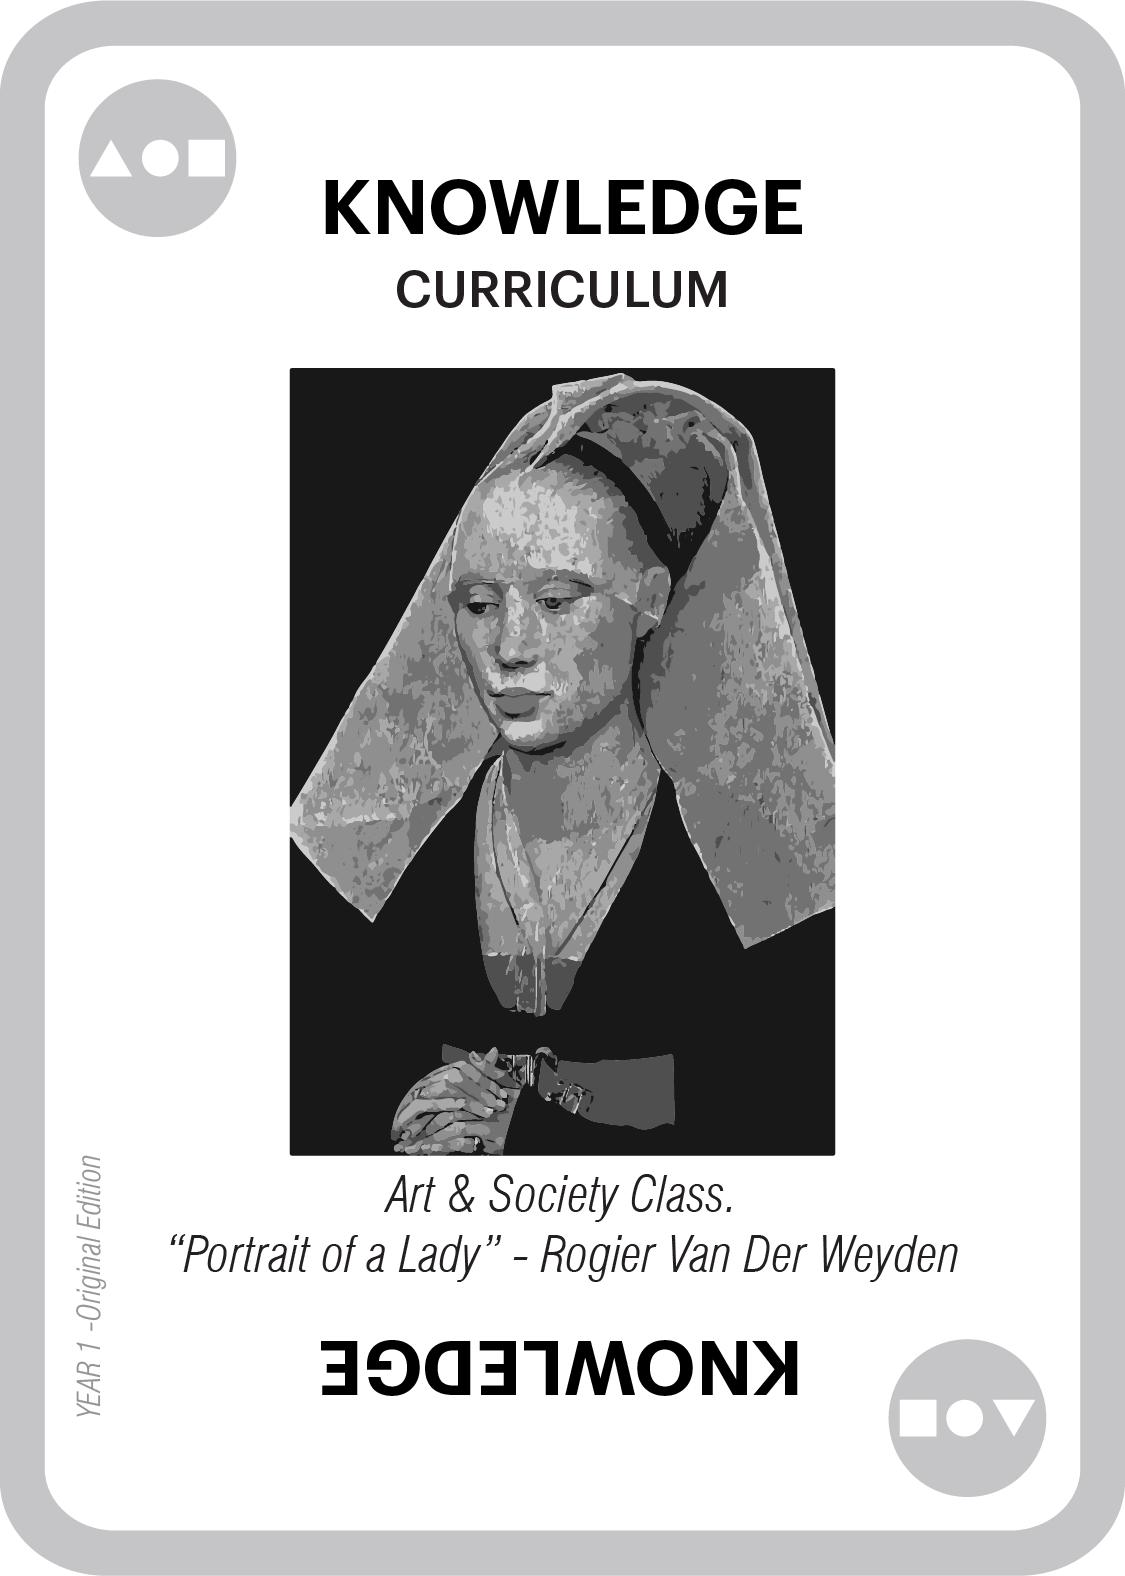 KNOWLEDGE
CURRICULUM
Art & Society Class.
“Portrait of a Lady” - Rogier Van Der Weyden
YEAR 1 -Original Edition
KNOWLEDGE